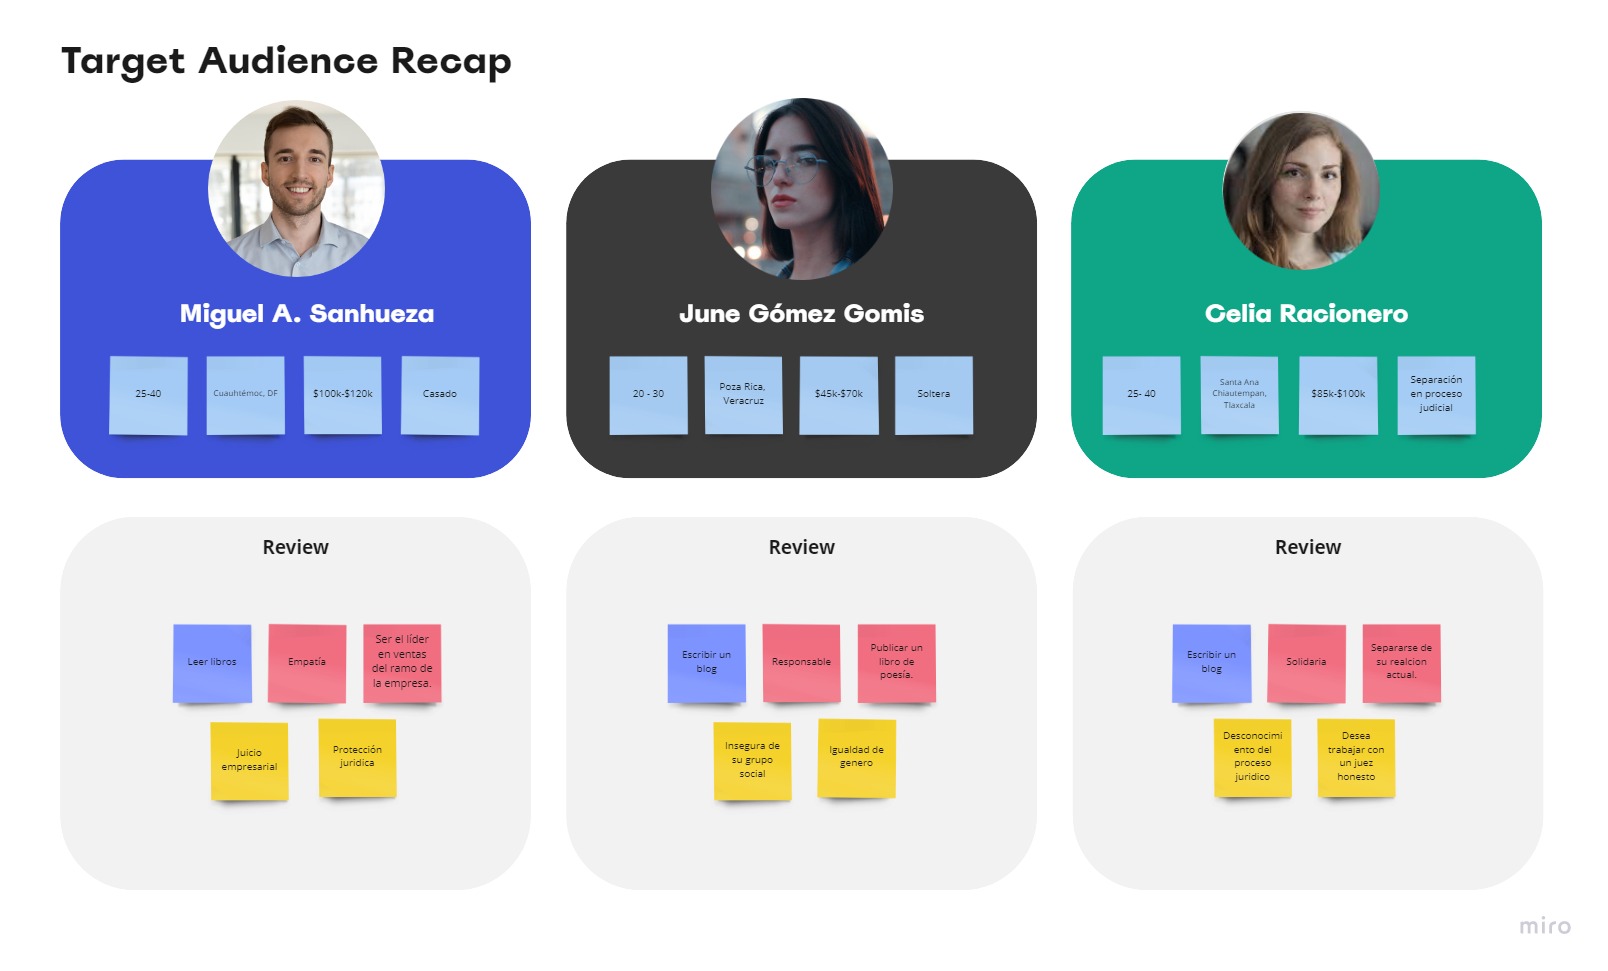 Target Audience Recap
Miguel A. Sanhueza
25-40
Cuauhtémoc, DF
$100k-$120k
Casado
June Gómez Gomis
20 - 30
Poza Rica,
Veracruz
$45k-$70k
Soltera
Celia Racionero
25- 40
Santa Ana
Chiautempan,
Tlaxcala
$85k-$100k
Separación
en proceso
judicial
Review
Leer libros
Empatía
Ser el líder
en ventas
del ramo de
la empresa.
Juicio
empresarial
Protección
juridica
Review
Escribir un
blog
Responsable
Publicar un
libro de
poesía.
Insegura de
su grupo
social
Igualdad de
genero
Review
Escribir un
blog
Solidaria
Separarse de
su realcion
actual.
Desconocimi
ento del
proceso
juridico
Desea
trabajar con
un juez
honesto
miro